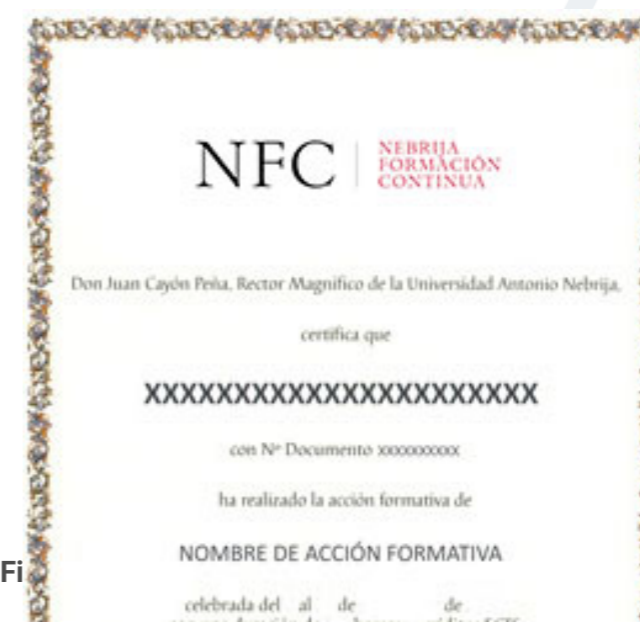 NFC
NEBRIJA
FORMACIÓN
CONTINUA
Don Juan Cayón Peña, Rector Magnífico de la Universidad Antonio Nebrija,
certifica que
XXXXXXXXXXXXXXXXXXXXXX
con Nº Documento xxxxxxxxxx
ha realizado la acción formativa de
NOMBRE DE ACCIÓN FORMATIVA
Fi
celebrada del al de de